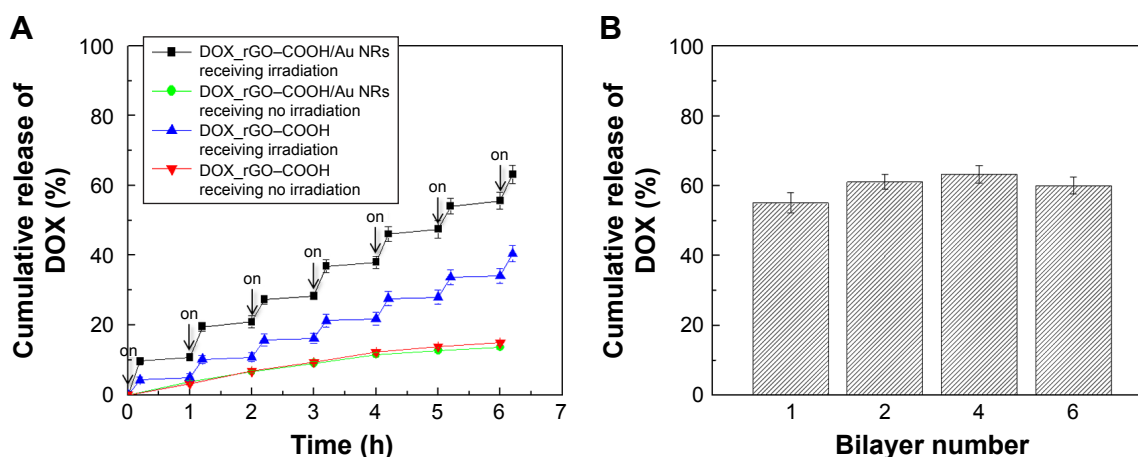 A
Cumulative release of
DOX (%)
100
80
60
40
20
0
DOX_rGO–COOH/Au NRs
receiving irradiation
DOX_rGO–COOH/Au NRs
receiving no irradiation
DOX_rGO–COOH
receiving irradiation
DOX_rGO–COOH
receiving no irradiation
on
on
on
on
on
on
on
0 1 2 3 4 5 6 7
Time (h)
B
Cumulative release of
DOX (%)
100
80
60
40
20
0
1 2 4 6
Bilayer number